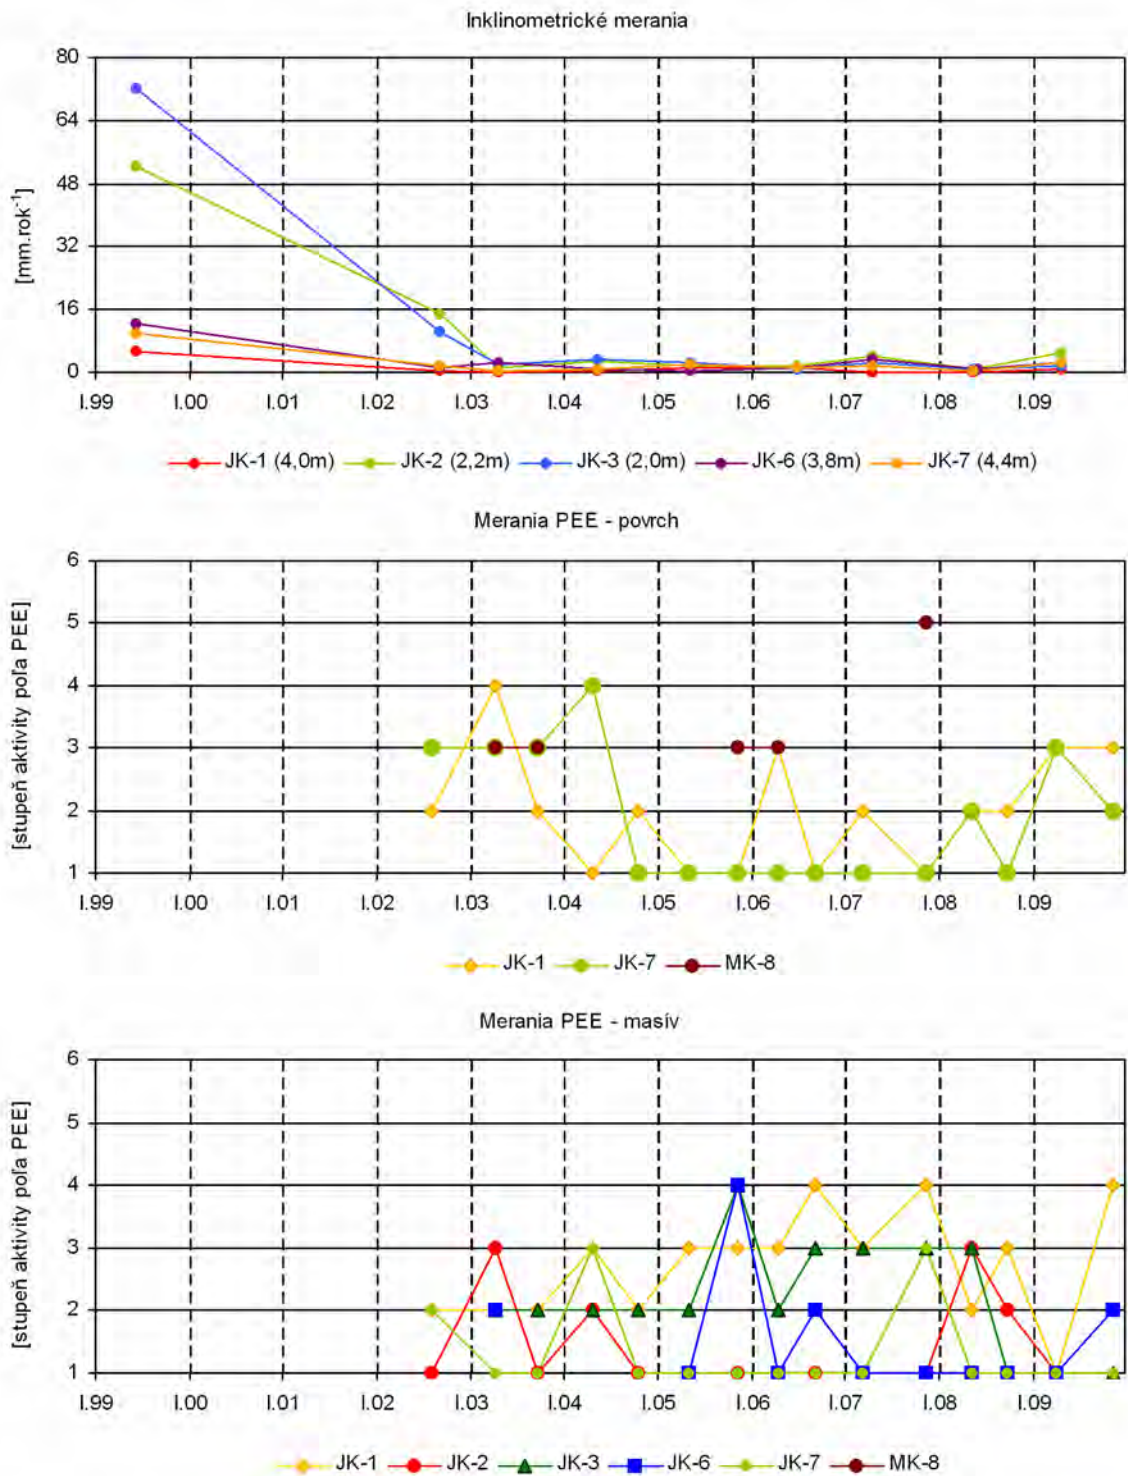 Inklinometrické merania
80
64
48
32
16
0
[mm.rok-1]
I.99 I.00 I.01 I.02 I.03 I.04 I.05 I.06 I.07 I.08 I.09
JK-1 (4,0m) JK-2 (2,2m) JK-3 (2,0m) JK-6 (3,8m) JK-7 (4,4m)
Merania PEE - povrch
6
5
4
3
2
1
[stupeň aktivity poľa PEE]
I.99 I.00 I.01 I.02 I.03 I.04 I.05 I.06 I.07 I.08 I.09
JK-1 JK-7 MK-8
Merania PEE - masív
6
5
4
3
2
1
[stupeň aktivity poľa PEE]
I.99 I.00 I.01 I.02 I.03 I.04 I.05 I.06 I.07 I.08 I.09
JK-1 JK-2 JK-3 JK-6 JK-7 MK-8